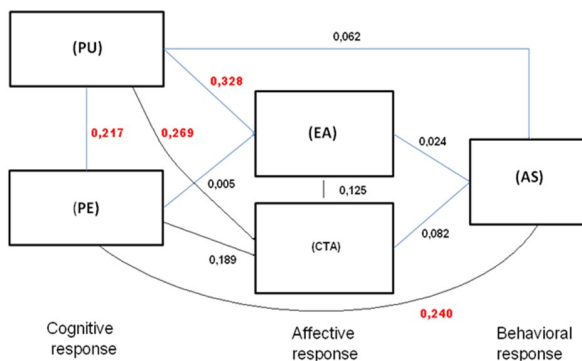 (PU)
0,062
0,328
0,217
0,269
(EA)
0,024
(AS)
0,005
0,125
(PE)
0,189
(CTA)
0,082
0,240
Cognitive
response
Affective
response
Behavioral
response